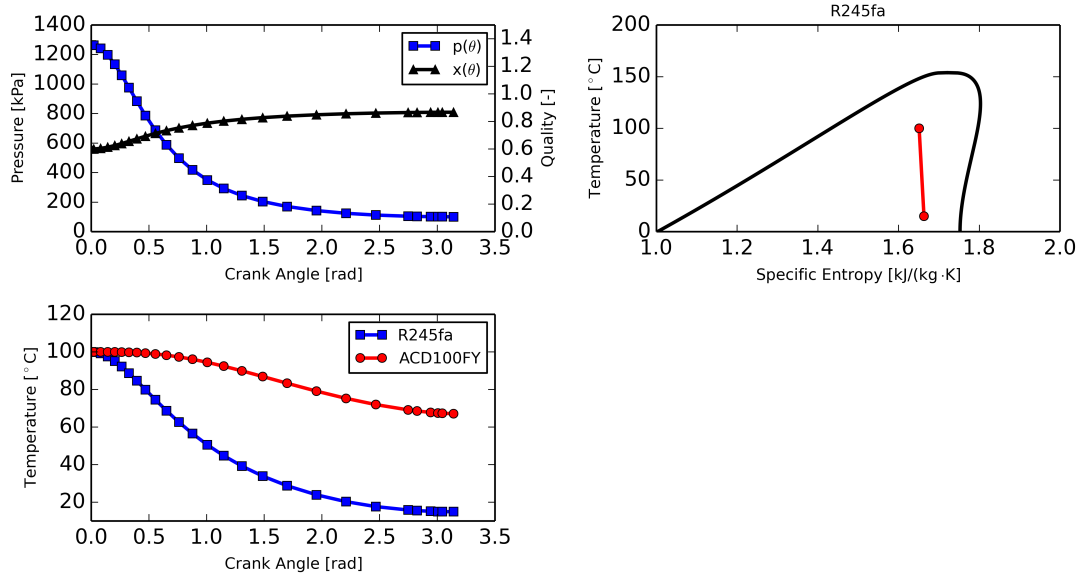 1400
1200
1000
800
600
400
200
0
Pressure [kPa]
1.4
1.2
1.0
0.8
0.6
0.4
0.2
0.0
Quality [-]
p(θ)
x(θ)
0.0 0.5 1.0 1.5 2.0 2.5 3.0 3.5
Crank Angle [rad]
R245fa
200
150
100
50
0
Temperature [°C]
1.0 1.2 1.4 1.6 1.8 2.0
Specific Entropy [kJ/(kg·K]
120
100
80
60
40
20
Temperature [°C]
R245fa
ACD100FY
0.0 0.5 1.0 1.5 2.0 2.5 3.0 3.5
Crank Angle [rad]